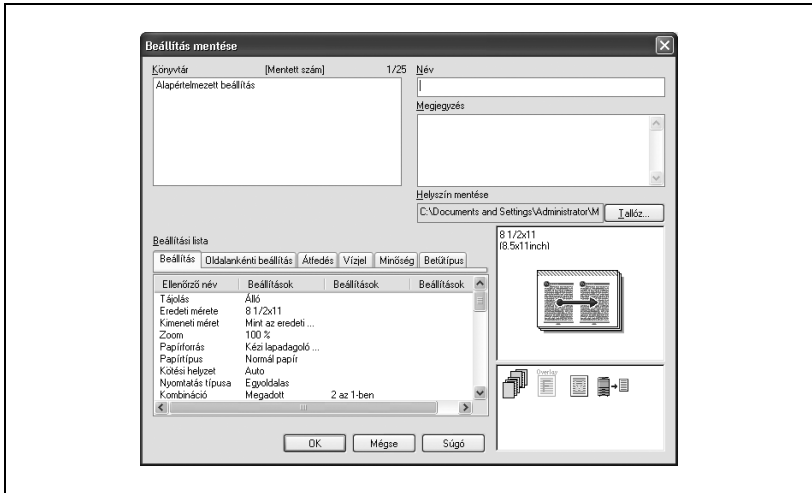 Beállítás mentése
Könyvtár [Mentett szám] 1/25
Alapértelmezett beállítás
Név
Megjegyzés
Helyszín mentése
C:\Documents and Settings\Administrator\M Tallóz...
Beállítási lista
Beállítás Oldalankénti beállítás Átfedés Vízjel Minőség Betűtípus
Ellenőrző név Beállítások Beállítások Beállítások
Tájolás Álló
Eredeti mérete 8 1/2x11
Kimeneti méret Mint az eredeti ...
Zoom 100 %
Papírforrás Kézi lapadagoló ...
Papírtípus Normál papír
Kötési helyzet Auto
Nyomtatás típusa Egyoldalas
Kombináció Megadott 2 az 1-ben
8 1/2x11
(8.5x11inch)
Overlay
OK Mégse Súgó